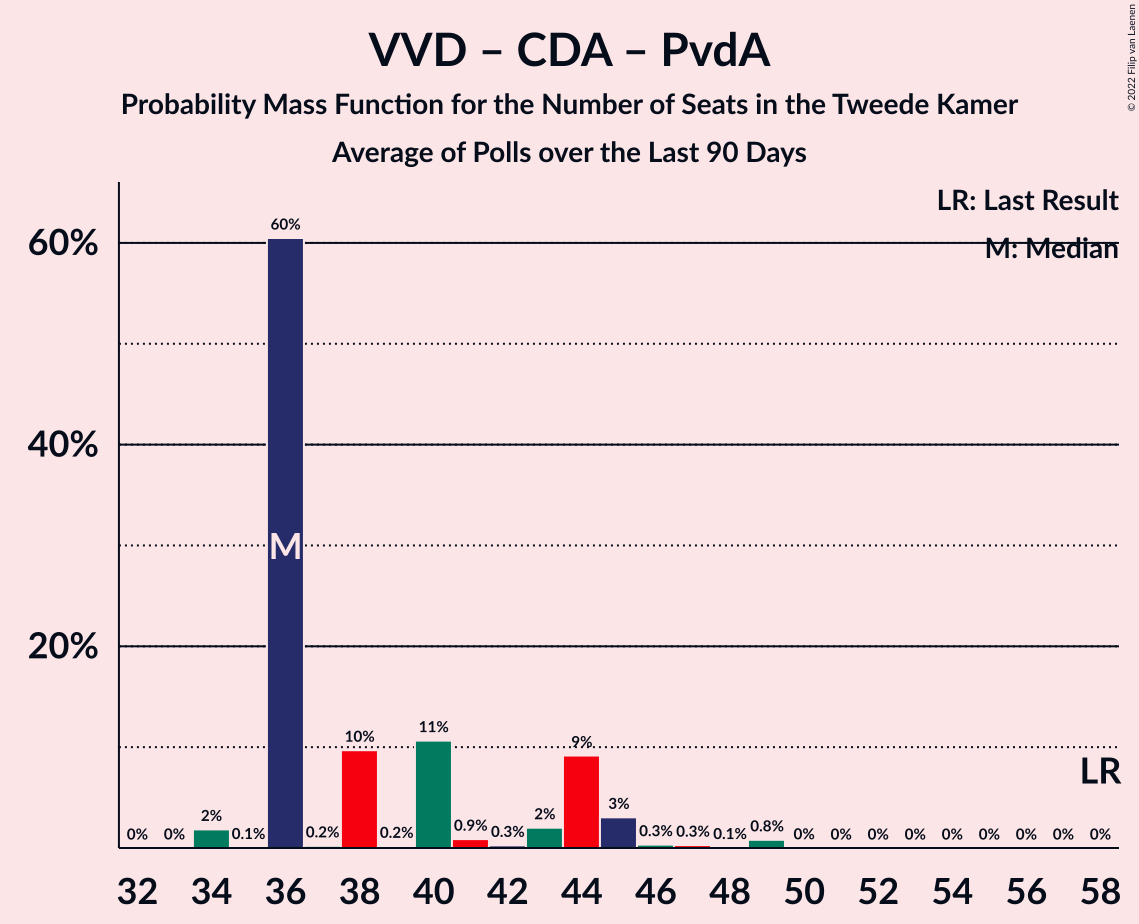 VVD – CDA – PvdA
Probability Mass Function for the Number of Seats in the Tweede Kamer
Average of Polls over the Last 90 Days
© 2022 Filip van Laenen
LR: Last Result
M: Median
60%
40%
20%
0% 0% 2% 0.1% 60% 0.2% 10% 0.2% 11% 0.9% 0.3% 2% 9% 3% 0.3% 0.3% 0.1% 0.8% 0% 0% 0% 0% 0% 0% 0% 0% 0%
M
LR
32 34 36 38 40 42 44 46 48 50 52 54 56 58